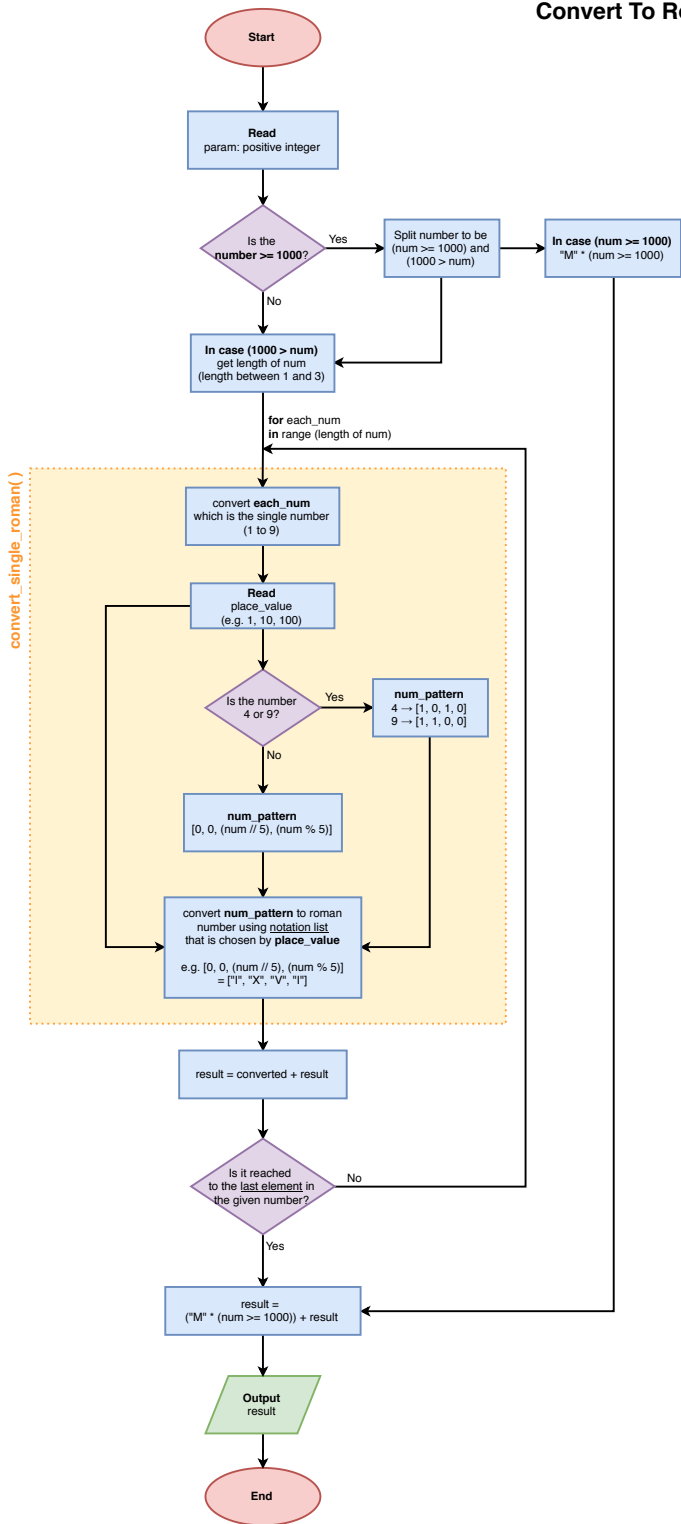 Convert To R
Start
Read
param: positive integer
Is the
number >= 1000?
Yes
No
Split number to be
(num >= 1000) and
(1000 > num)
In case (num >= 1000)
"M" * (num >= 1000)
In case (1000 > num)
get length of num
(length between 1 and 3)
for each_num
in range (length of num)
convert_single_roman( )
convert each_num
which is the single number
(1 to 9)
Read
place_value
(e.g. 1, 10, 100)
Is the number
4 or 9?
Yes
No
num_pattern
4 → [1, 0, 1, 0]
9 → [1, 1, 0, 0]
num_pattern
[0, 0, (num // 5), (num % 5)]
convert num_pattern to roman
number using notation list
that is chosen by place_value
e.g. [0, 0, (num // 5), (num % 5)]
= ["I", "X", "V", "I"]
result = converted + result
Is it reached
to the last element in
the given number?
No
Yes
result =
("M" * (num >= 1000)) + result
Output
result
End